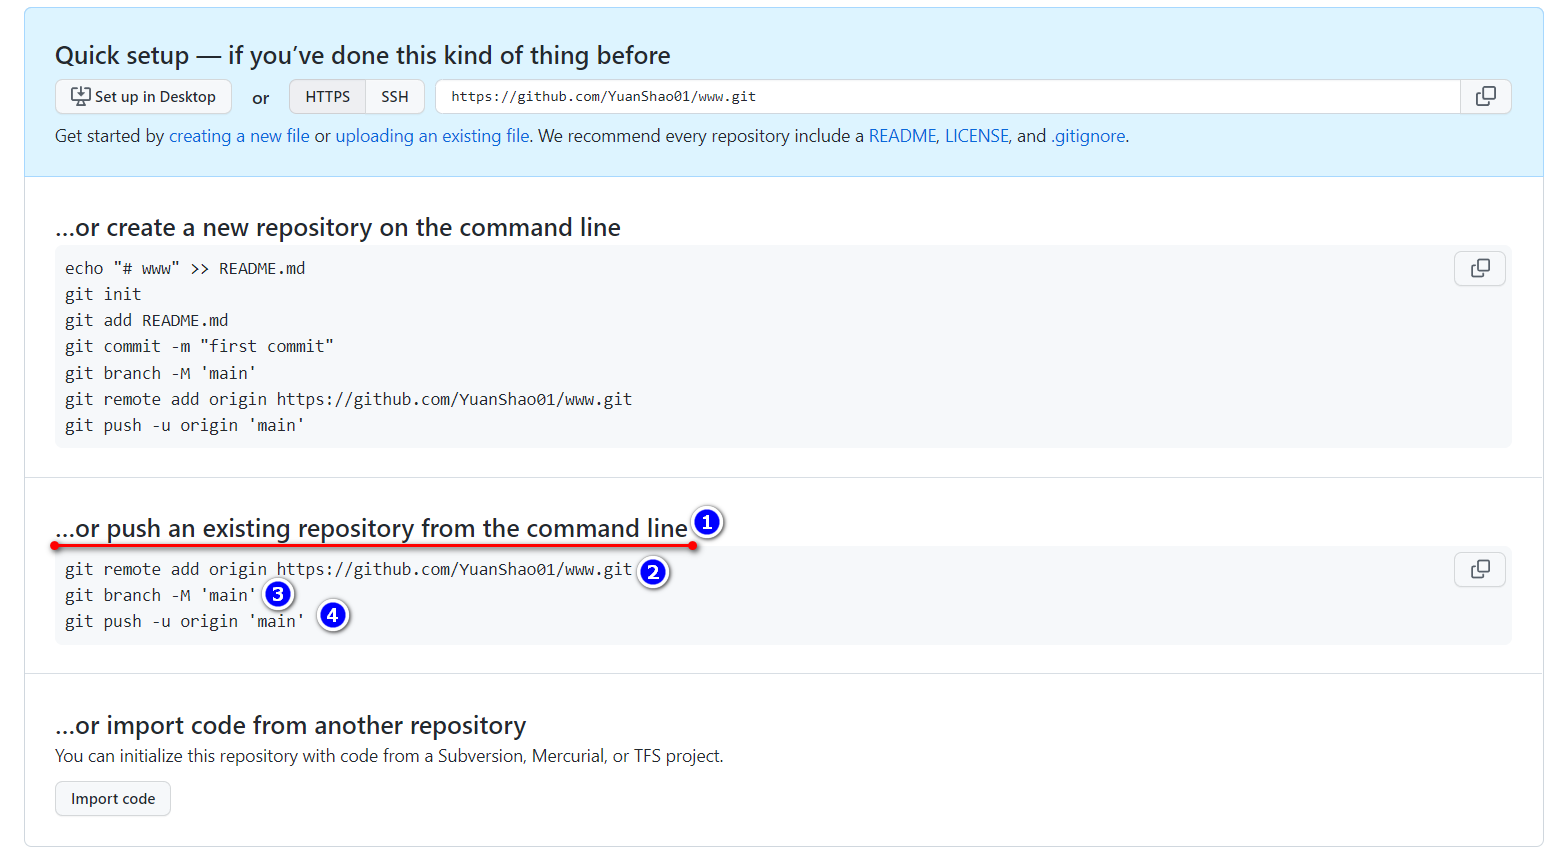 Quick setup — if you’ve done this kind of thing before
Set up in Desktop or HTTPS SSH https://github.com/YuanShao01/www.git
Get started by creating a new file or uploading an existing file. We recommend every repository include a README, LICENSE, and .gitignore.
…or create a new repository on the command line
echo "# www" >> README.md
git init
git add README.md
git commit -m "first commit"
git branch -M 'main'
git remote add origin https://github.com/YuanShao01/www.git
git push -u origin 'main'
…or push an existing repository from the command line 1
git remote add origin https://github.com/YuanShao01/www.git 2
git branch -M 'main' 3
git push -u origin 'main' 4
…or import code from another repository
You can initialize this repository with code from a Subversion, Mercurial, or TFS project.
Import code